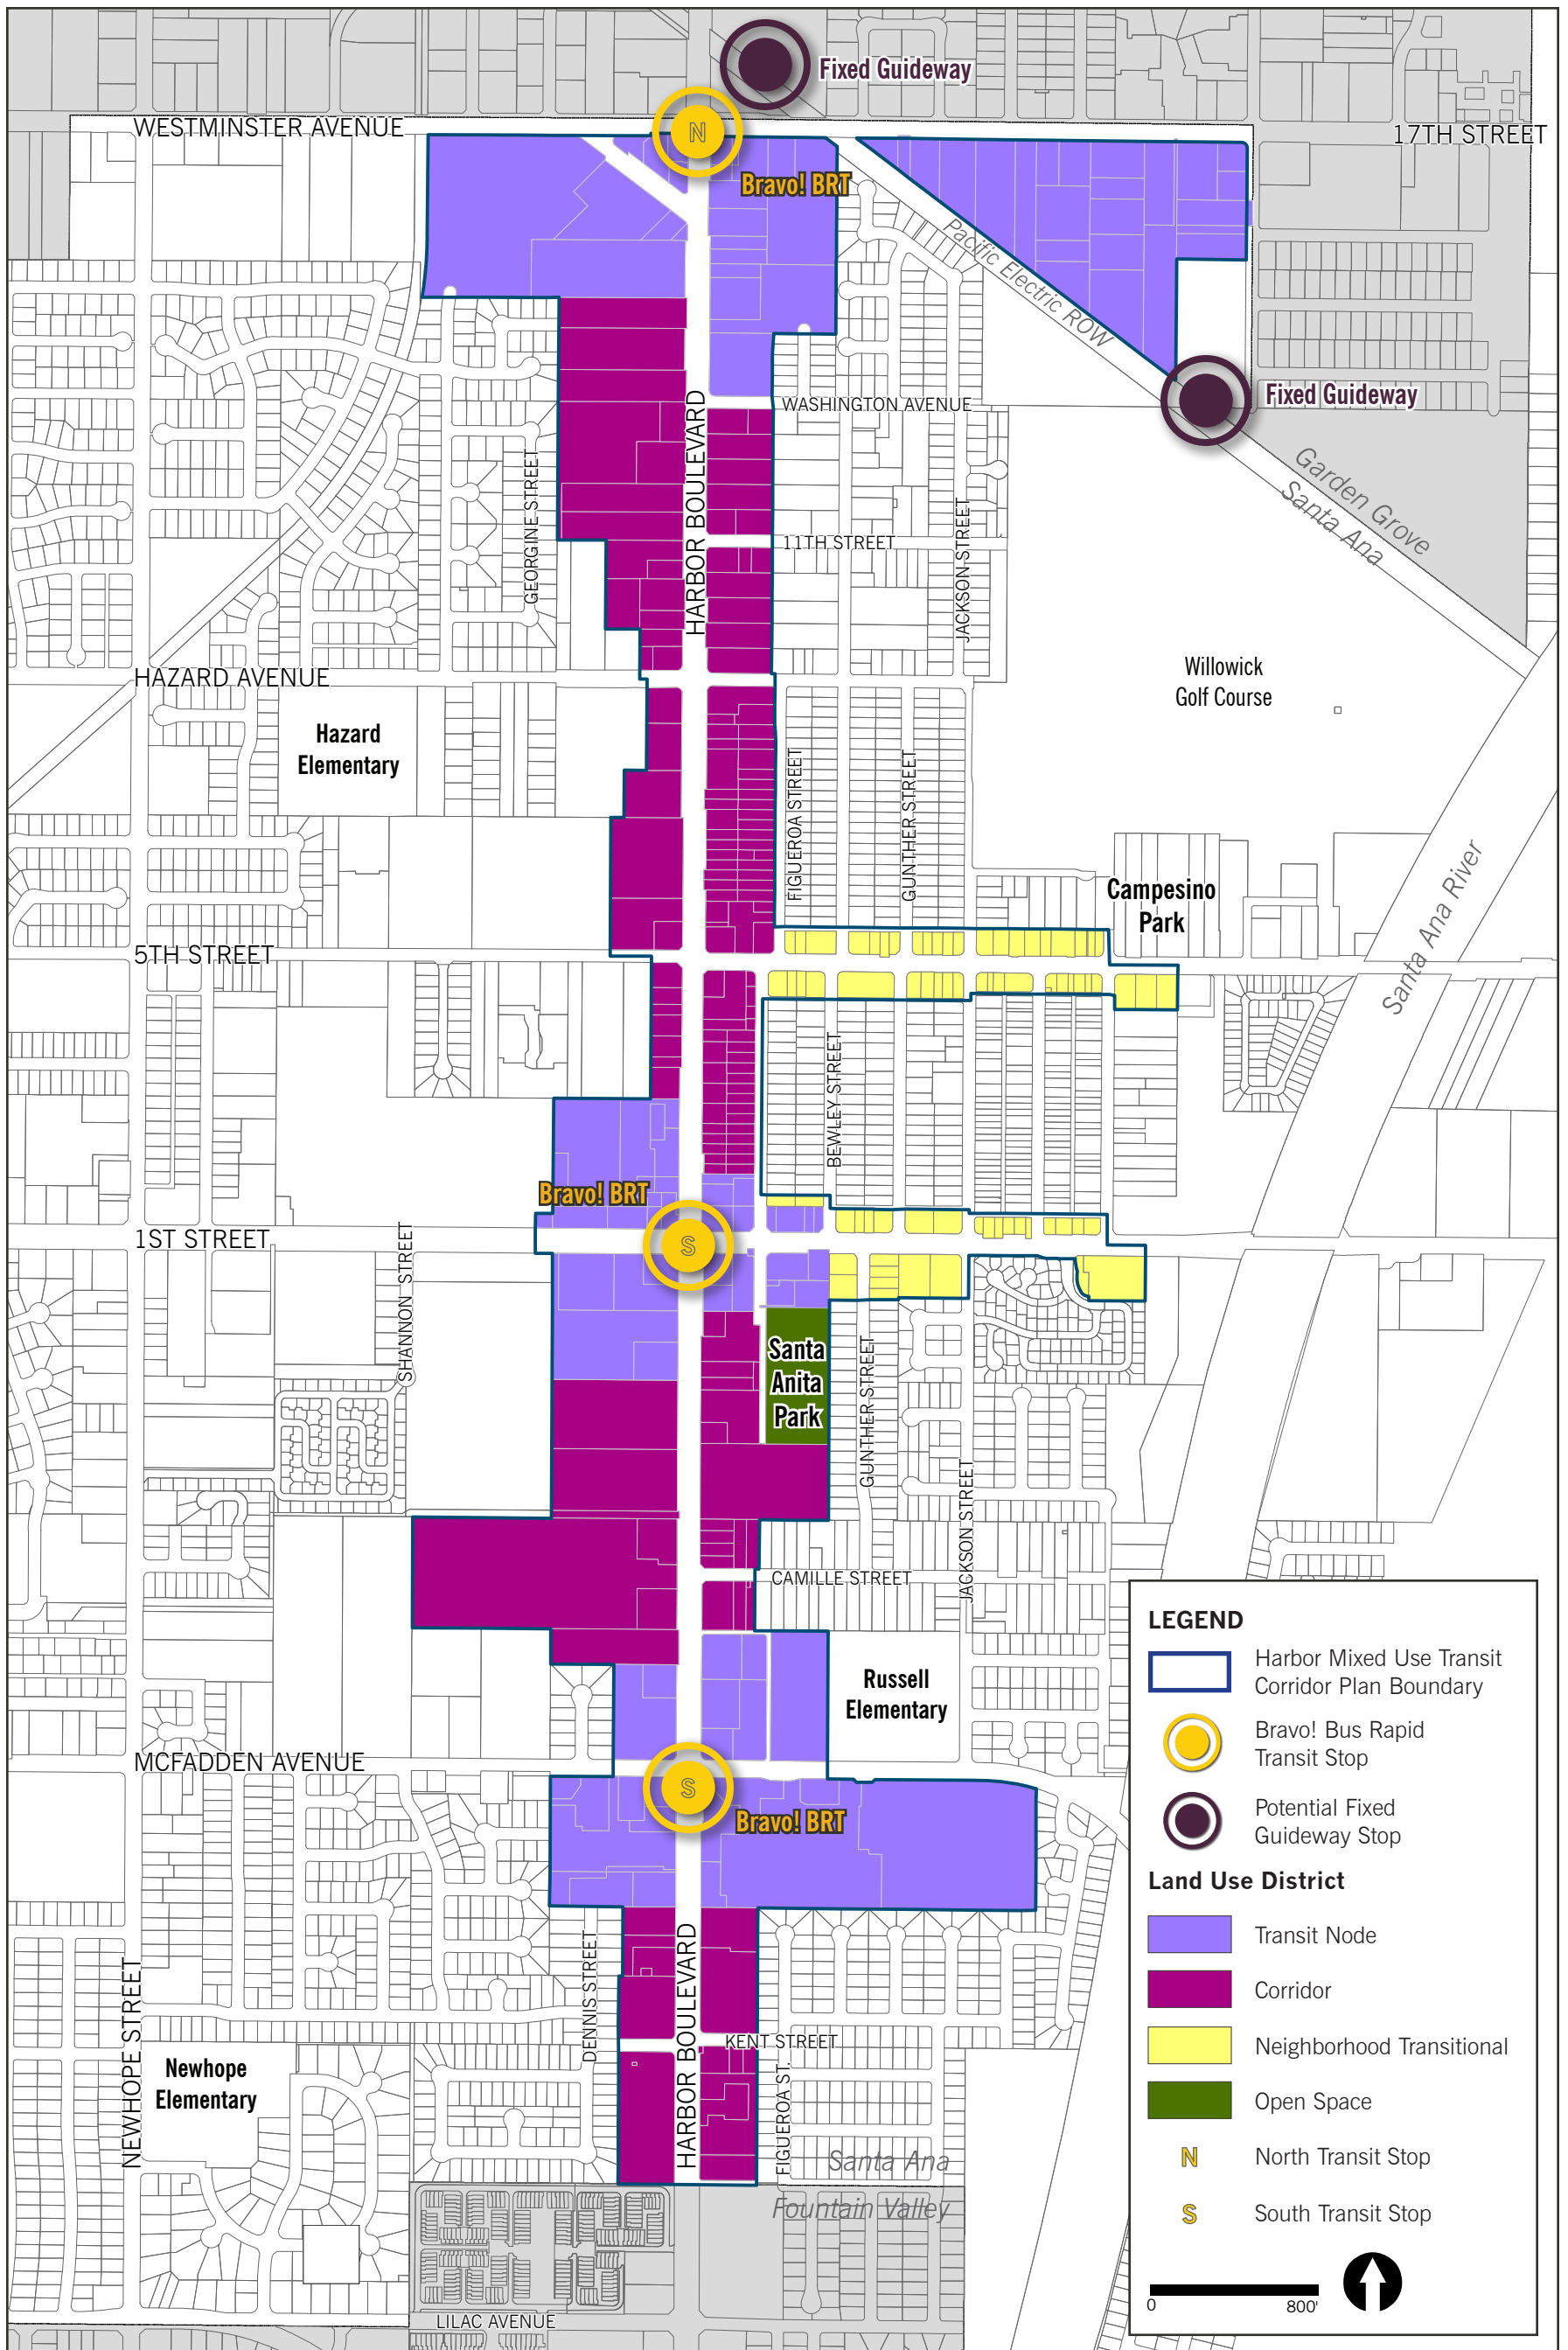 Fixed Guideway
WESTMINSTER AVENUE
N
17TH STREET
Bravo! BRT
Pacific Electric ROW
Fixed Guideway
WASHINGTON AVENUE
HARBOR BOULEVARD
GEORGINE STREET
Garden Grove
Santa Ana
11TH STREET
JACKSON STREET
Willowick
Golf Course
HAZARD AVENUE
Hazard
Elementary
FIGUEROA STREET
GUNTHER STREET
Campesino
Park
Santa Ana River
5TH STREET
BEWLEY STREET
Bravo! BRT
1ST STREET
S
SHANNON STREET
Santa
Anita
Park
GUNTHER STREET
JACKSON STREET
CAMILLE STREET
Russell
Elementary
MCFADDEN AVENUE
S
Bravo! BRT
DENNIS STREET
HARBOR BOULEVARD
KENT STREET
NEWHOPE STREET
Newhope
Elementary
FIGUEROA ST.
Santa Ana
Fountain Valley
LILAC AVENUE
LEGEND
Harbor Mixed Use Transit
Corridor Plan Boundary
Bravo! Bus Rapid
Transit Stop
Potential Fixed
Guideway Stop
Land Use District
Transit Node
Corridor
Neighborhood Transitional
Open Space
N North Transit Stop
S South Transit Stop
0 800'